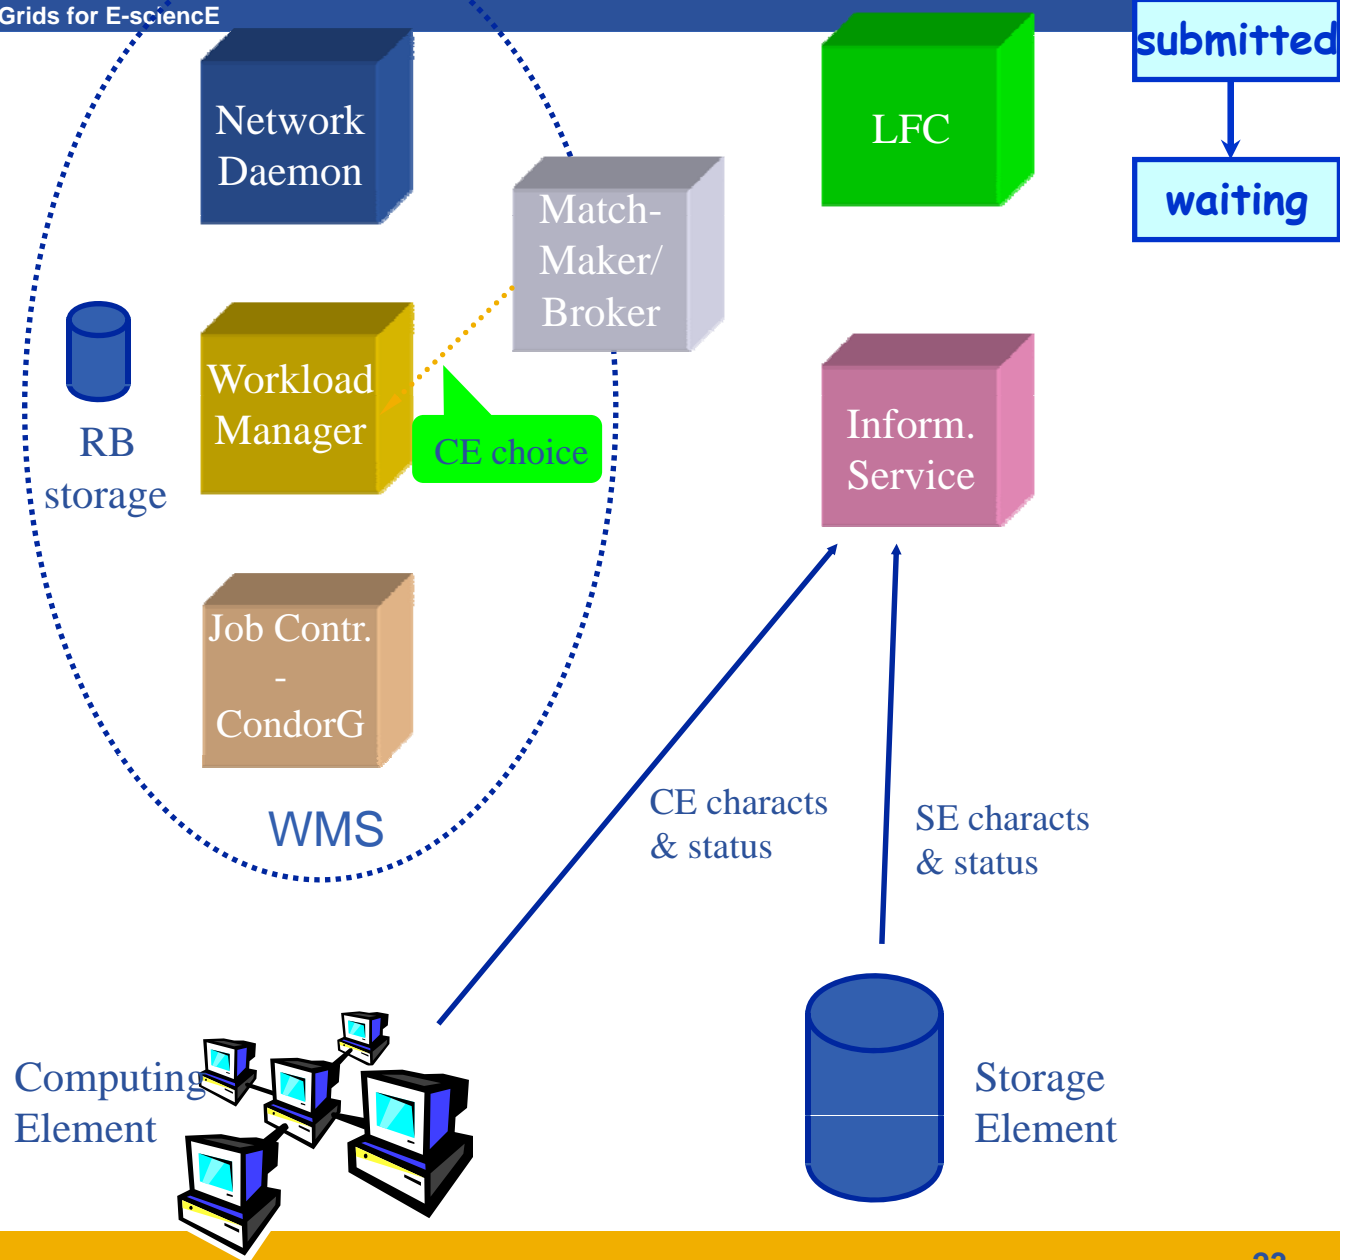 Grids for E-sciencE
submitted
waiting
Network
Daemon
LFC
Match-
Maker/
Broker
Workload
Manager
CE choice
RB
storage
Inform.
Service
Job Contr.
-
CondorG
WMS
CE characts
& status
SE characts
& status
Computing
Element
Storage
Element